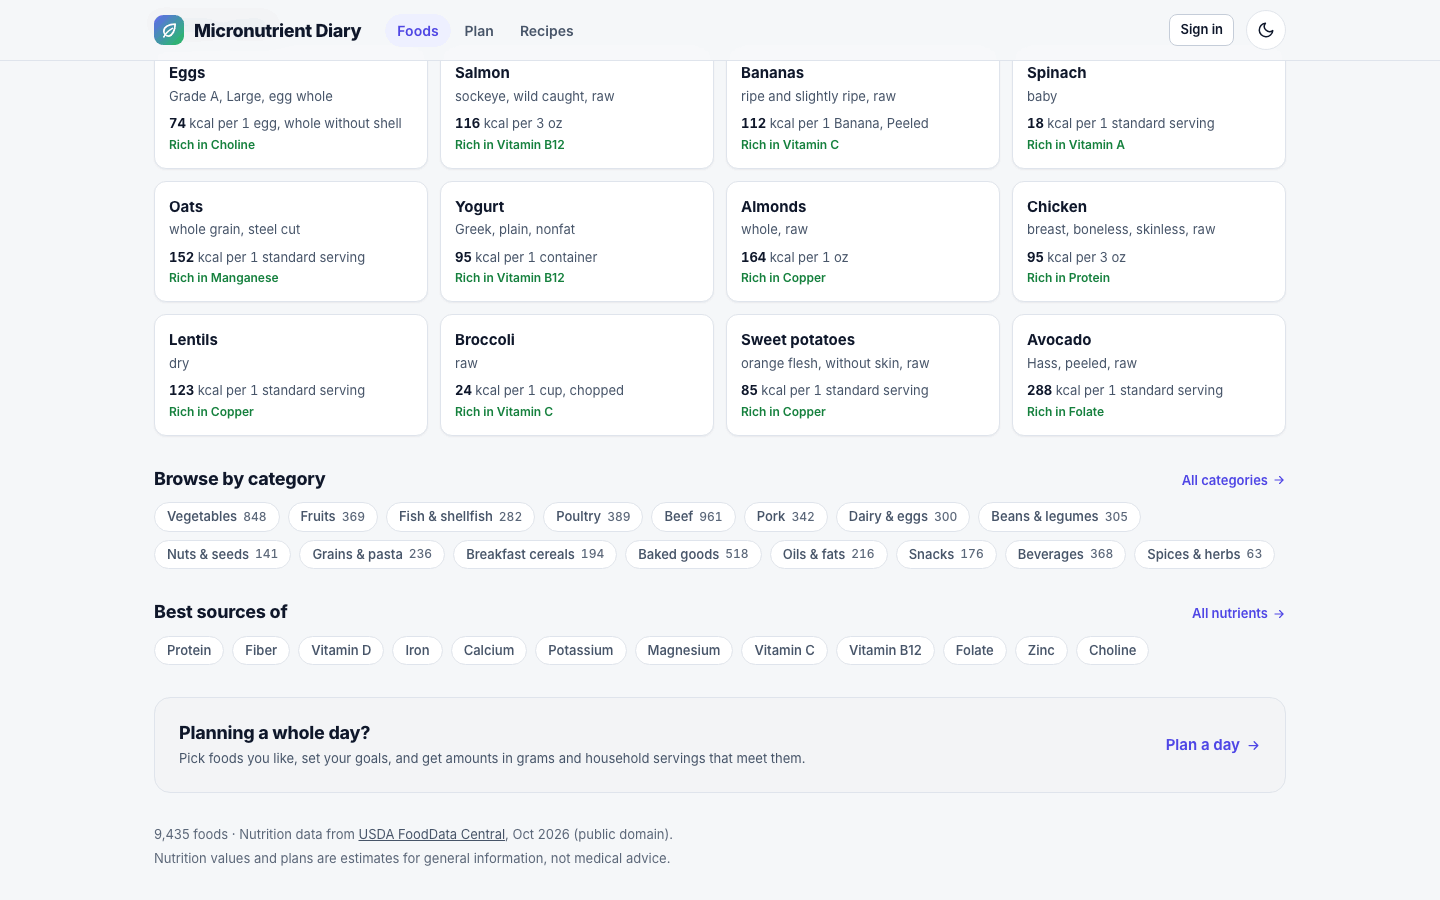 Micronutrient Diary
Foods
Plan
Recipes
Sign in
Eggs
Grade A, Large, egg whole
74 kcal per 1 egg, whole without shell
Rich in Choline
Salmon
sockeye, wild caught, raw
116 kcal per 3 oz
Rich in Vitamin B12
Bananas
ripe and slightly ripe, raw
112 kcal per 1 Banana, Peeled
Rich in Vitamin C
Spinach
baby
18 kcal per 1 standard serving
Rich in Vitamin A
Oats
whole grain, steel cut
152 kcal per 1 standard serving
Rich in Manganese
Yogurt
Greek, plain, nonfat
95 kcal per 1 container
Rich in Vitamin B12
Almonds
whole, raw
164 kcal per 1 oz
Rich in Copper
Chicken
breast, boneless, skinless, raw
95 kcal per 3 oz
Rich in Protein
Lentils
dry
123 kcal per 1 standard serving
Rich in Copper
Broccoli
raw
24 kcal per 1 cup, chopped
Rich in Vitamin C
Sweet potatoes
orange flesh, without skin, raw
85 kcal per 1 standard serving
Rich in Copper
Avocado
Hass, peeled, raw
288 kcal per 1 standard serving
Rich in Folate
Browse by category
All categories →
Vegetables 848
Fruits 369
Fish & shellfish 282
Poultry 389
Beef 961
Pork 342
Dairy & eggs 300
Beans & legumes 305
Nuts & seeds 141
Grains & pasta 236
Breakfast cereals 194
Baked goods 518
Oils & fats 216
Snacks 176
Beverages 368
Spices & herbs 63
Best sources of
All nutrients →
Protein
Fiber
Vitamin D
Iron
Calcium
Potassium
Magnesium
Vitamin C
Vitamin B12
Folate
Zinc
Choline
Planning a whole day?
Pick foods you like, set your goals, and get amounts in grams and household servings that meet them.
Plan a day →
9,435 foods · Nutrition data from USDA FoodData Central, Oct 2026 (public domain).
Nutrition values and plans are estimates for general information, not medical advice.